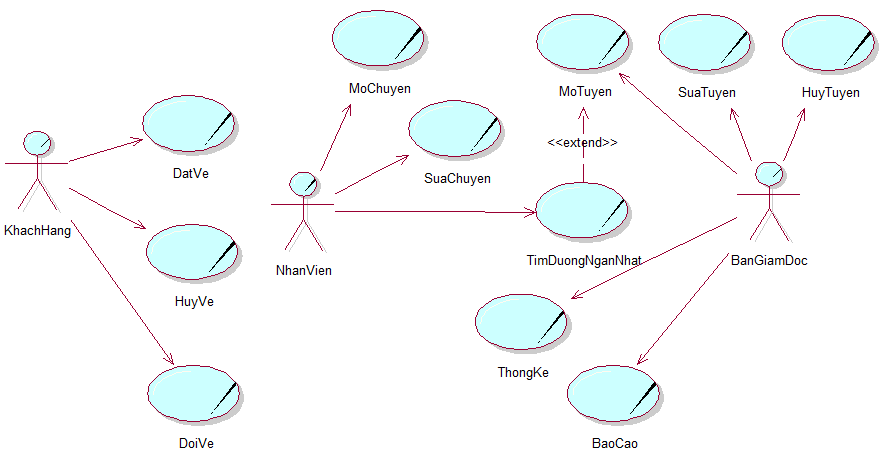 MoChuyen
MoTuyen
SuaTuyen
HuyTuyen
<<extend>>
DatVe
SuaChuyen
KhachHang
TimDuongNganNhat
BanGiamDoc
NhanVien
HuyVe
ThongKe
DoiVe
BaoCao